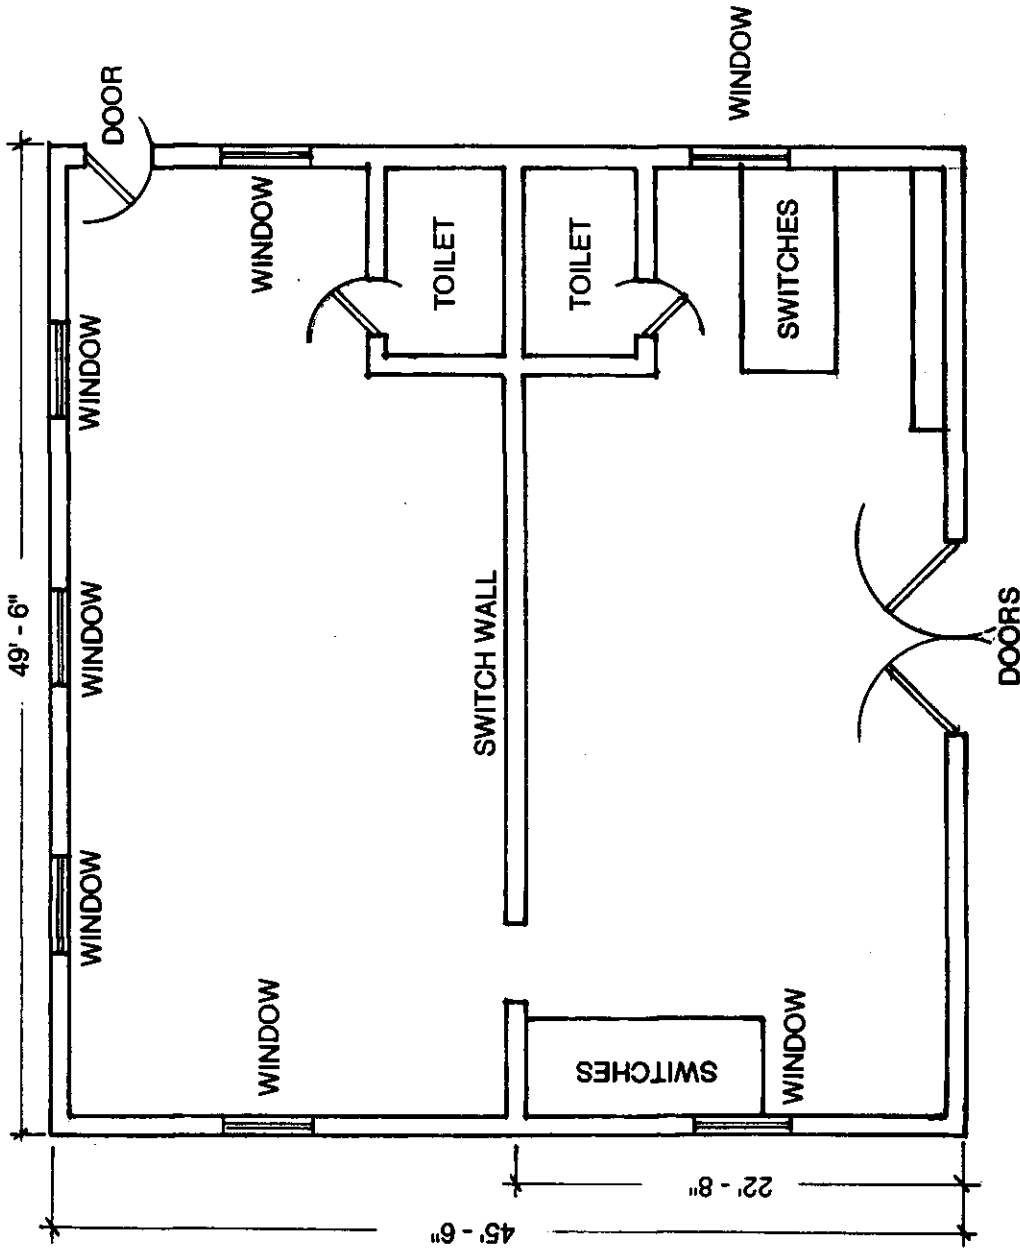 49' - 6"
DOOR
WINDOW
WINDOW
WINDOW
WINDOW
WINDOW
TOILET
TOILET
SWITCHES
SWITCH WALL
WINDOW
SWITCHES
WINDOW
DOORS
22' - 8"
45' - 6"